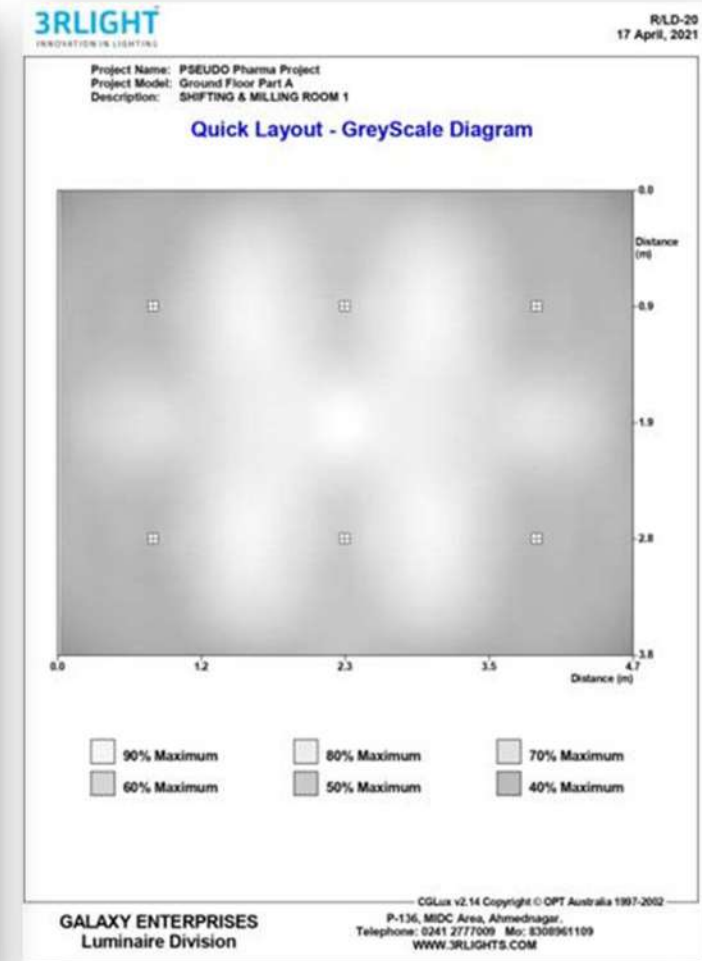 3RLIGHT
INNOVATION IN LIGHTING
R/LD-20
17 April, 2021
Project Name: PSEUDO Pharma Project
Project Model: Ground Floor Part A
Description: SHIFTING & MILLING ROOM 1
Quick Layout - GreyScale Diagram
0.0
Distance
(m)
0.9
1.9
2.8
3.8
0.0 1.2 2.3 3.5 4.7
Distance (m)
90% Maximum 80% Maximum 70% Maximum
60% Maximum 50% Maximum 40% Maximum
CGLux v2.14 Copyright © OPT Australia 1997-2002
GALAXY ENTERPRISES
Luminaire Division
P-136, MIDC Area, Ahmednagar.
Telephone: 0241 2777009 Mo: 8308961109
WWW.3RLIGHTS.COM